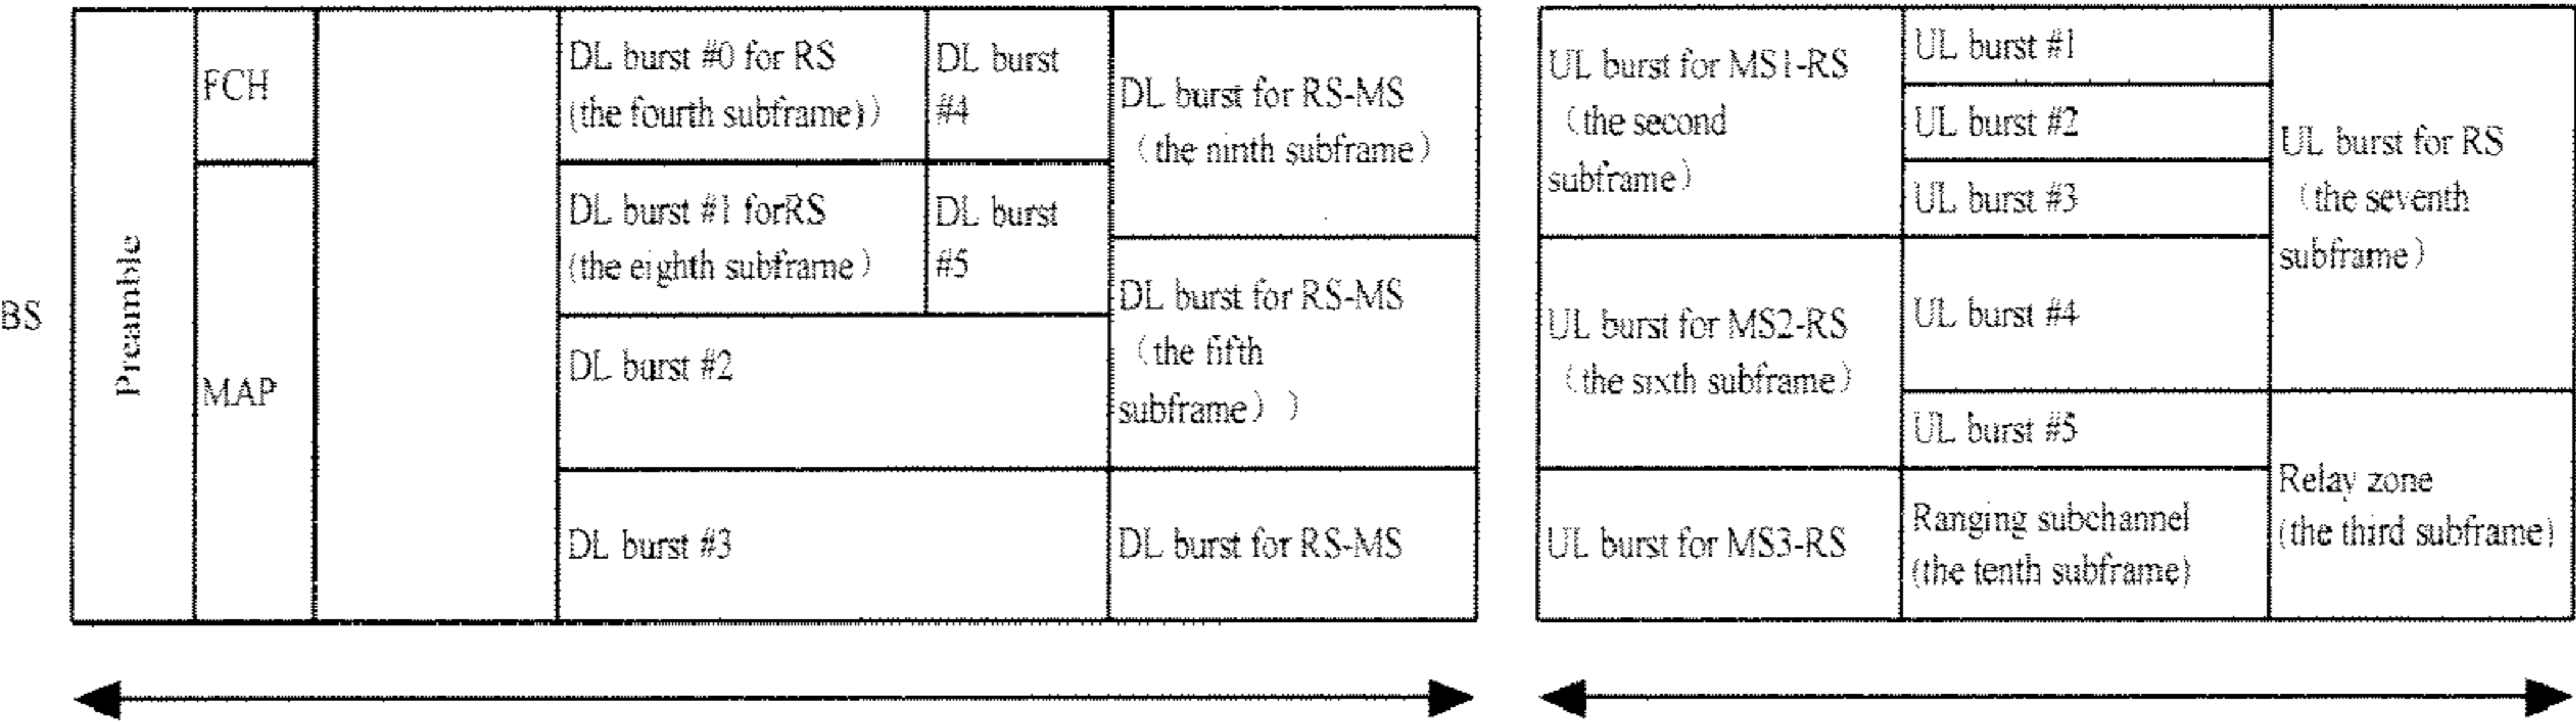 BS
Preamble
FCH
MAP
DL burst #0 for RS
(the fourth subframe))
DL burst
#4
DL burst #1 forRS
(the eighth subframe)
DL burst
#5
DL burst #2
DL burst #3
DL burst for RS-MS
(the ninth subframe)
DL burst for RS-MS
(the fifth
subframe) )
DL burst for RS-MS
UL burst for MS1-RS
(the second
subframe)
UL burst for MS2-RS
(the sixth subframe)
UL burst for MS3-RS
UL burst #1
UL burst #2
UL burst #3
UL burst #4
UL burst #5
Ranging subchannel
(the tenth subframe)
UL burst for RS
(the seventh
subframe)
Relay zone
(the third subframe)